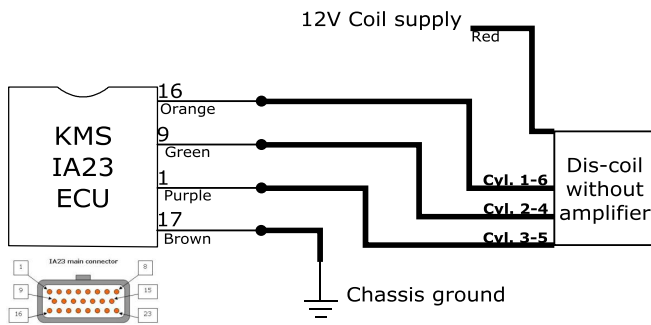 12V Coil supply
Red
16
Orange
KMS
IA23
ECU
9
Green
1
Purple
17
Brown
Cyl. 1-6
Cyl. 2-4
Cyl. 3-5
Dis-coil
without
amplifier
Chassis ground
IA23 main connector
1
8
9
15
16
23